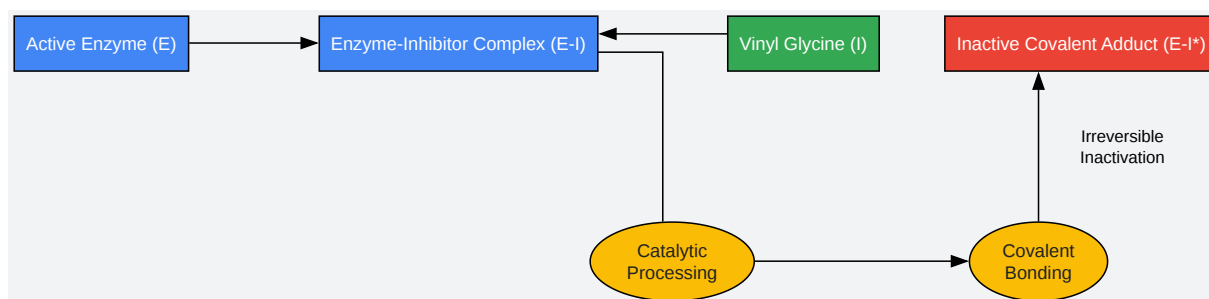 Active Enzyme (E)
Enzyme-Inhibitor Complex (E-I)
Vinyl Glycine (I)
Inactive Covalent Adduct (E-I*)
Irreversible
Inactivation
Catalytic
Processing
Covalent
Bonding